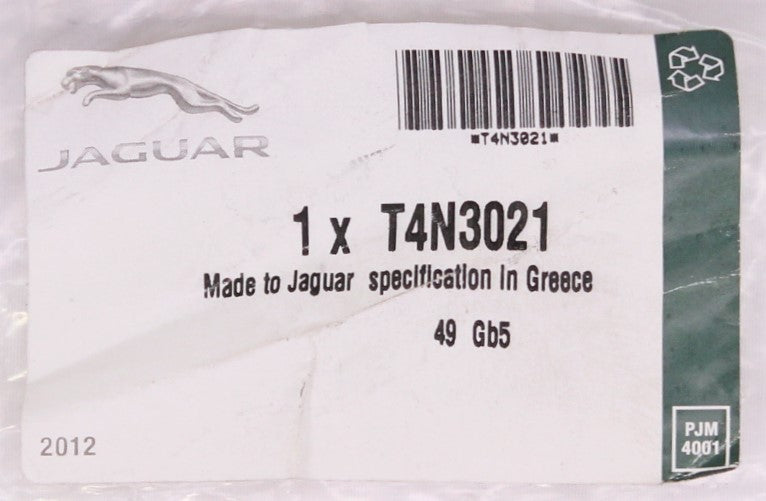 JAGUAR
*T4N3021*
1 x T4N3021
Made to Jaguar specification in Greece
49 Gb5
2012
PJM
4001